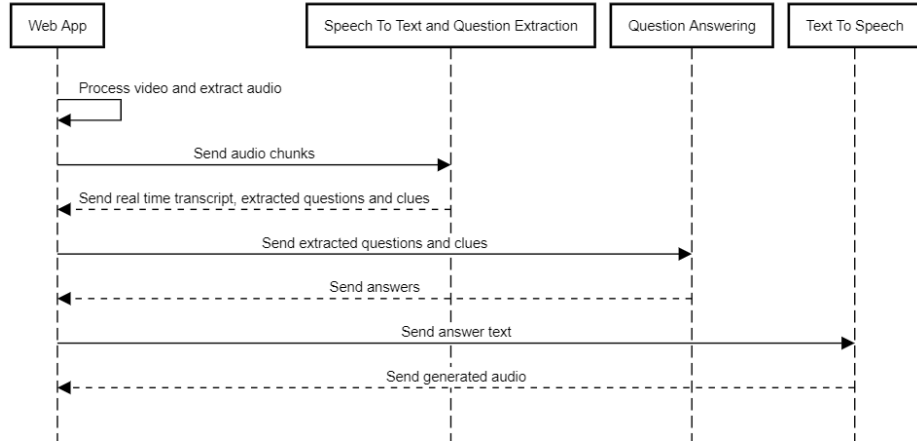 Web App
Speech To Text and Question Extraction
Question Answering
Text To Speech
Process video and extract audio
Send audio chunks
Send real time transcript, extracted questions and clues
Send extracted questions and clues
Send answers
Send answer text
Send generated audio